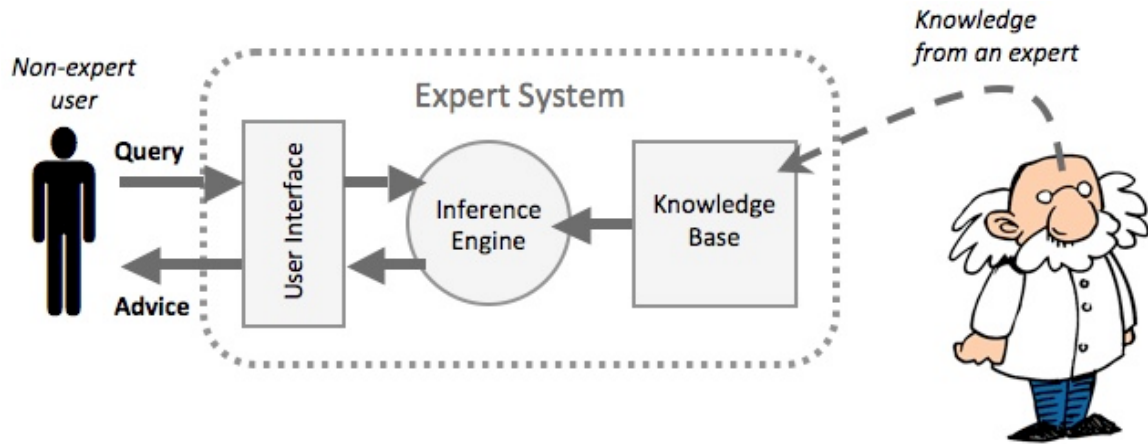 Non-expert
user
Query
Advice
Expert System
User Interface
Inference
Engine
Knowledge
Base
Knowledge
from an expert